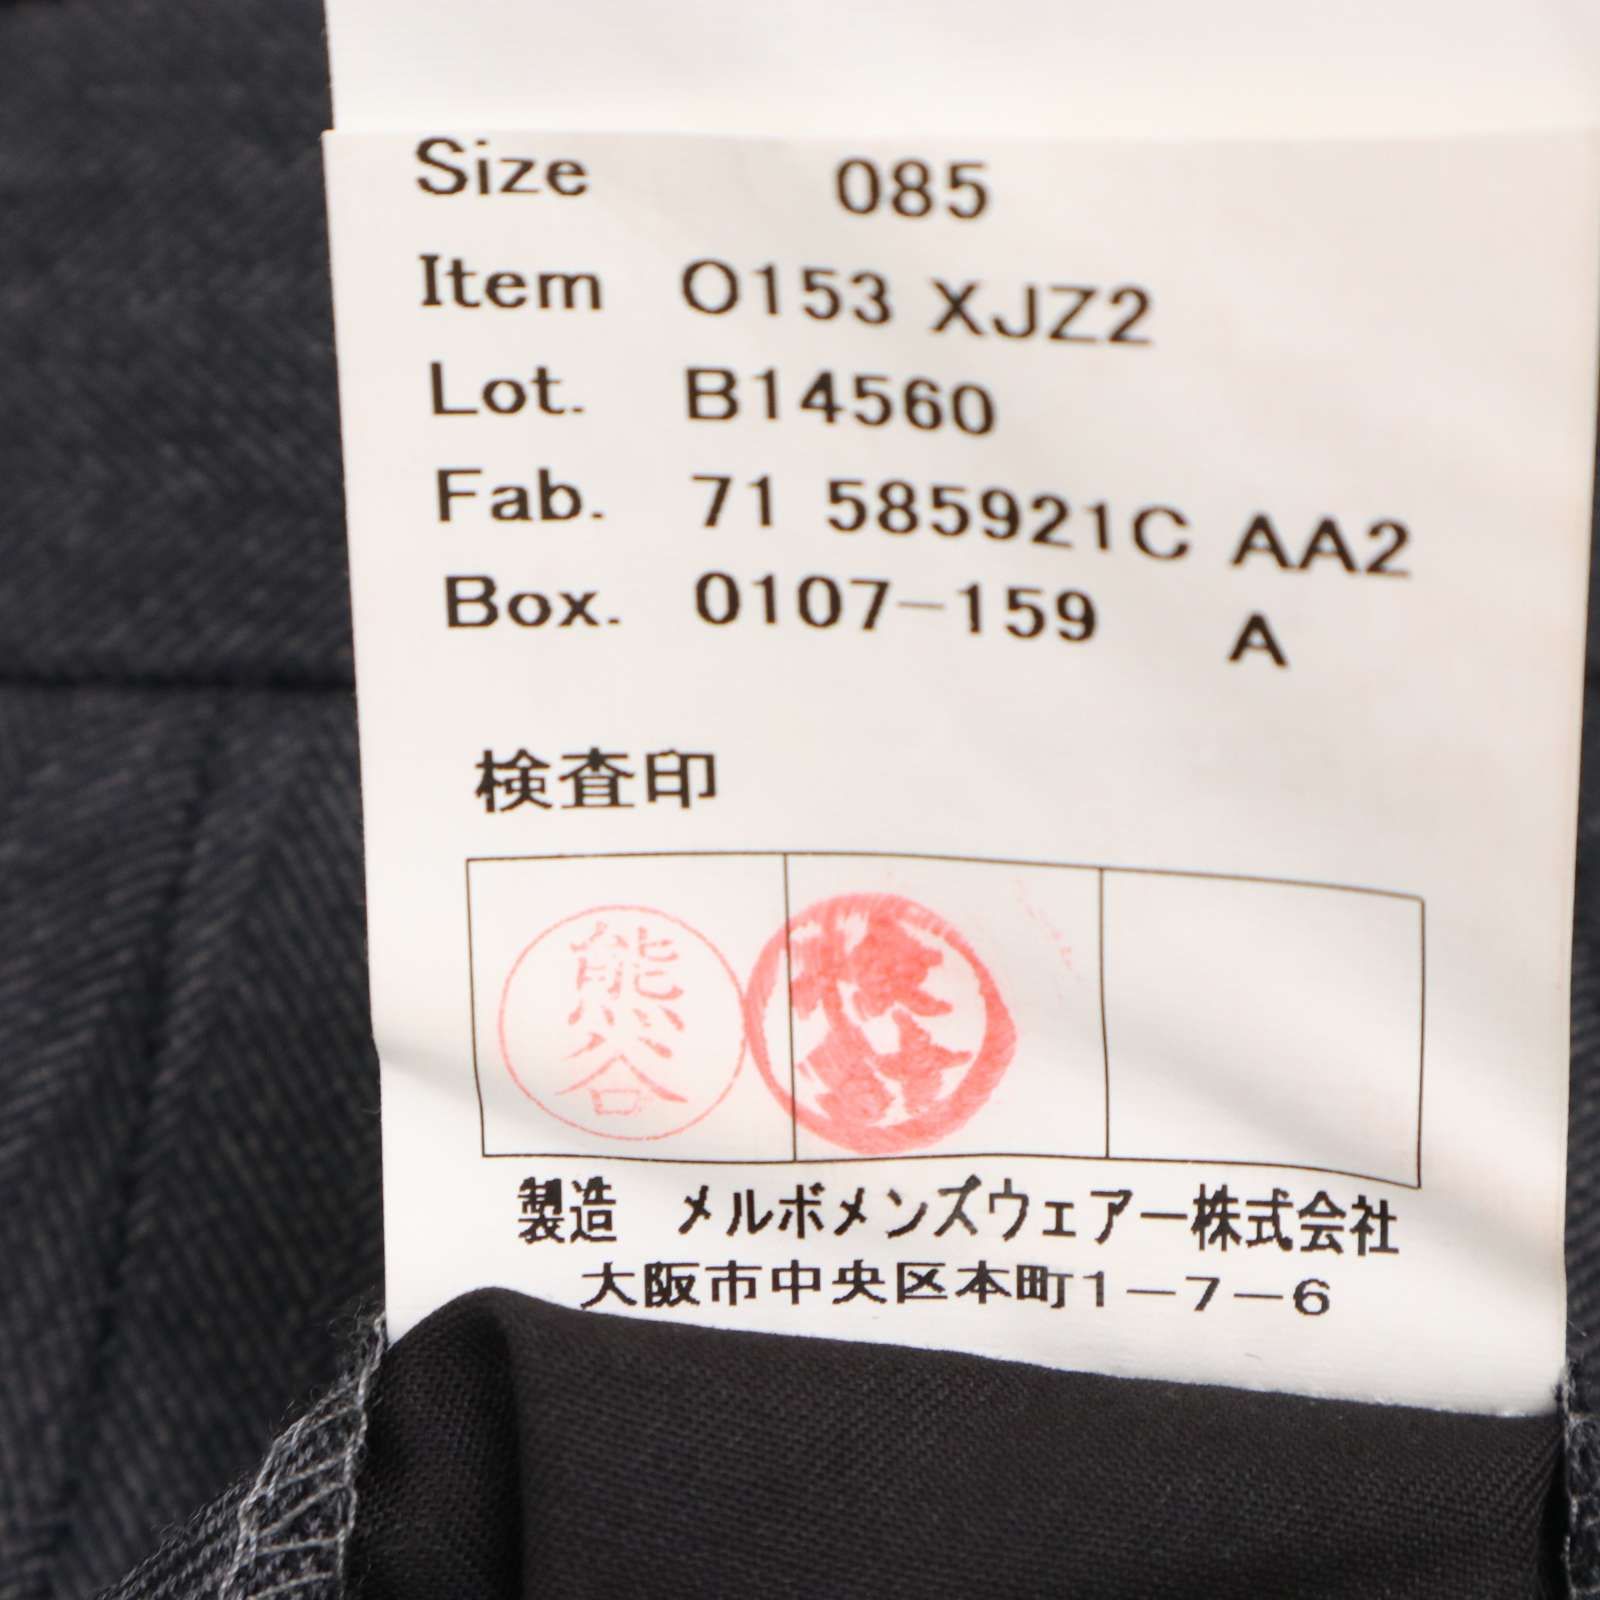 Size 085
Item O153 XJZ2
Lot. B14560
Fab. 71 585921C AA2
Box. 0107-159 A
検査印
熊谷
製造 メルボメンズウェアー株式会社
大阪市中央区本町1-7-6